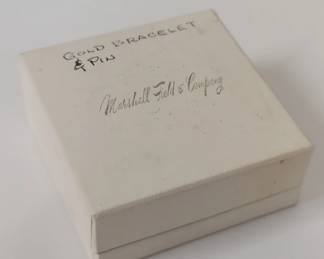 GOLD BRACELET
& PIN
Marshall Field & Company